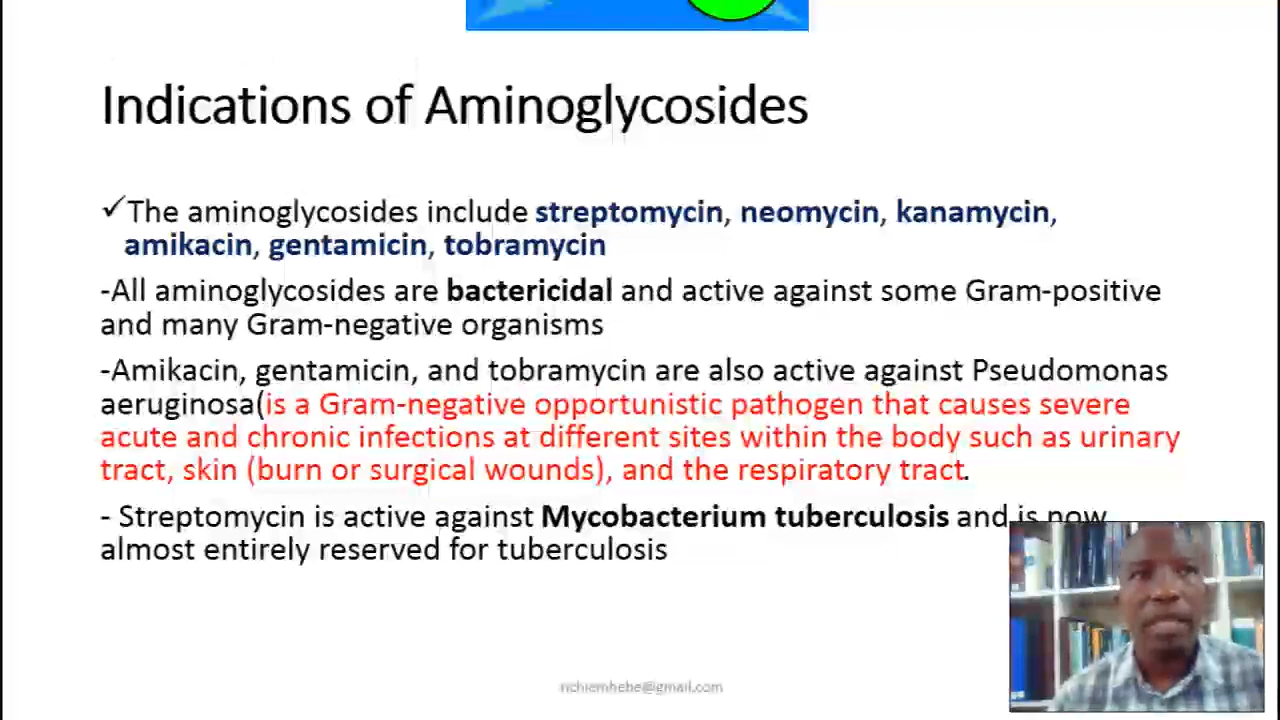 Indications of Aminoglycosides
✓The aminoglycosides include streptomycin, neomycin, kanamycin,
amikacin, gentamicin, tobramycin
-All aminoglycosides are bactericidal and active against some Gram-positive
and many Gram-negative organisms
-Amikacin, gentamicin, and tobramycin are also active against Pseudomonas
aeruginosa(is a Gram-negative opportunistic pathogen that causes severe
acute and chronic infections at different sites within the body such as urinary
tract, skin (burn or surgical wounds), and the respiratory tract.
- Streptomycin is active against Mycobacterium tuberculosis and is now
almost entirely reserved for tuberculosis